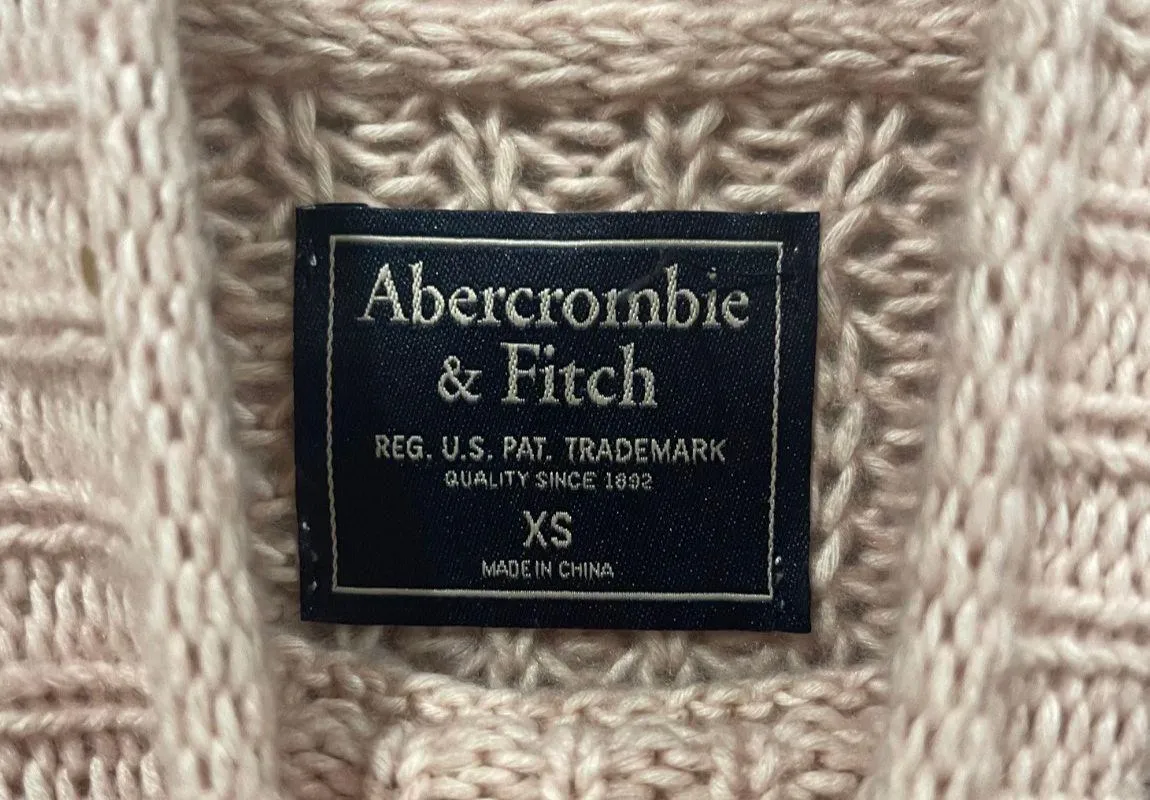 Abercrombie
& Fitch
REG. U.S. PAT. TRADEMARK
QUALITY SINCE 1892
XS
MADE IN CHINA